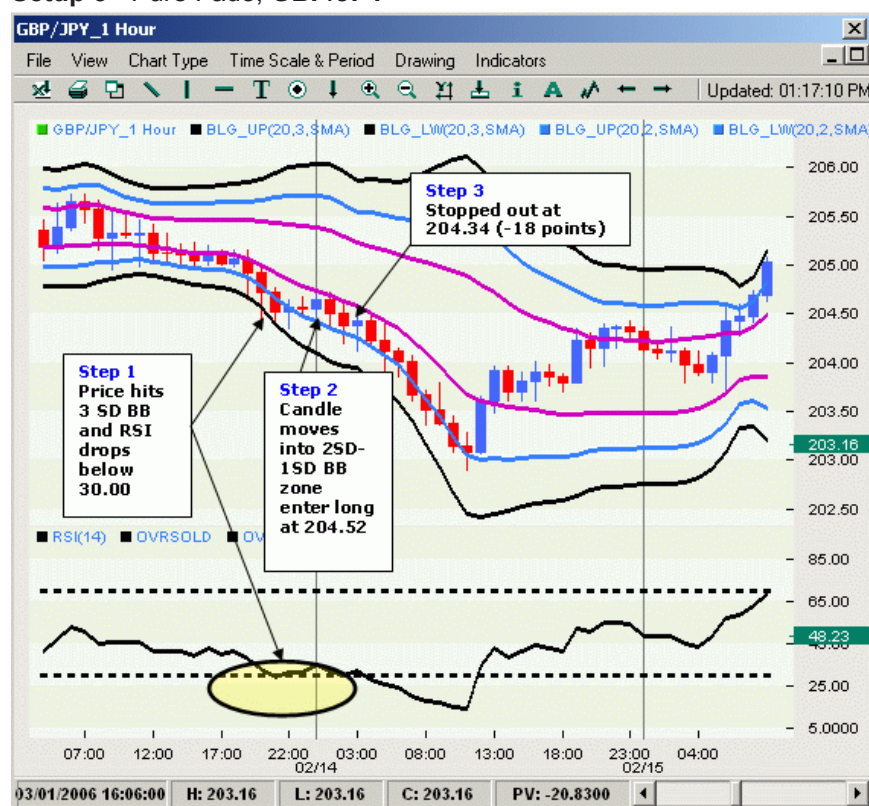 GBP/JPY_1 Hour
File View Chart Type Time Scale & Period Drawing Indicators
T i A Updated: 01:17:10 PM
GBP/JPY_1 Hour BLG_UP(20,3,SMA) BLG_LW(20,3,SMA) BLG_UP(20,2,SMA) BLG_LW(20,2,SMA
206.00
205.50
205.00
204.50
204.00
203.50
203.16
203.00
202.50
Step 3
Stopped out at
204.34 (-18 points)
Step 1
Price hits
3 SD BB
and RSI
drops
below
30.00
Step 2
Candle
moves
into 2SD-
1SD BB
zone
enter long
at 204.52
RSI(14) OVRSOLD OV
85.00
65.00
48.23
25.00
5.0000
07:00 12:00 17:00 22:00 03:00 08:00 13:00 18:00 23:00 04:00
02/14 02/15
03/01/2006 16:06:00 H: 203.16 L: 203.16 C: 203.16 PV: -20.8300